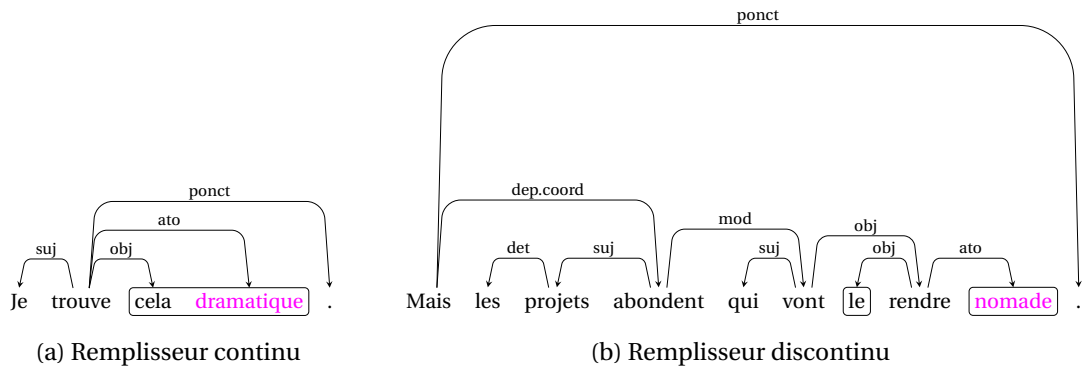 ponct
dep.coord
ponct
ato
mod
obj
suj
obj
det
suj
suj
obj
ato
Je trouve cela dramatique .
Mais les projets abondent qui vont le rendre nomade .
(a) Remplisseur continu
(b) Remplisseur discontinu